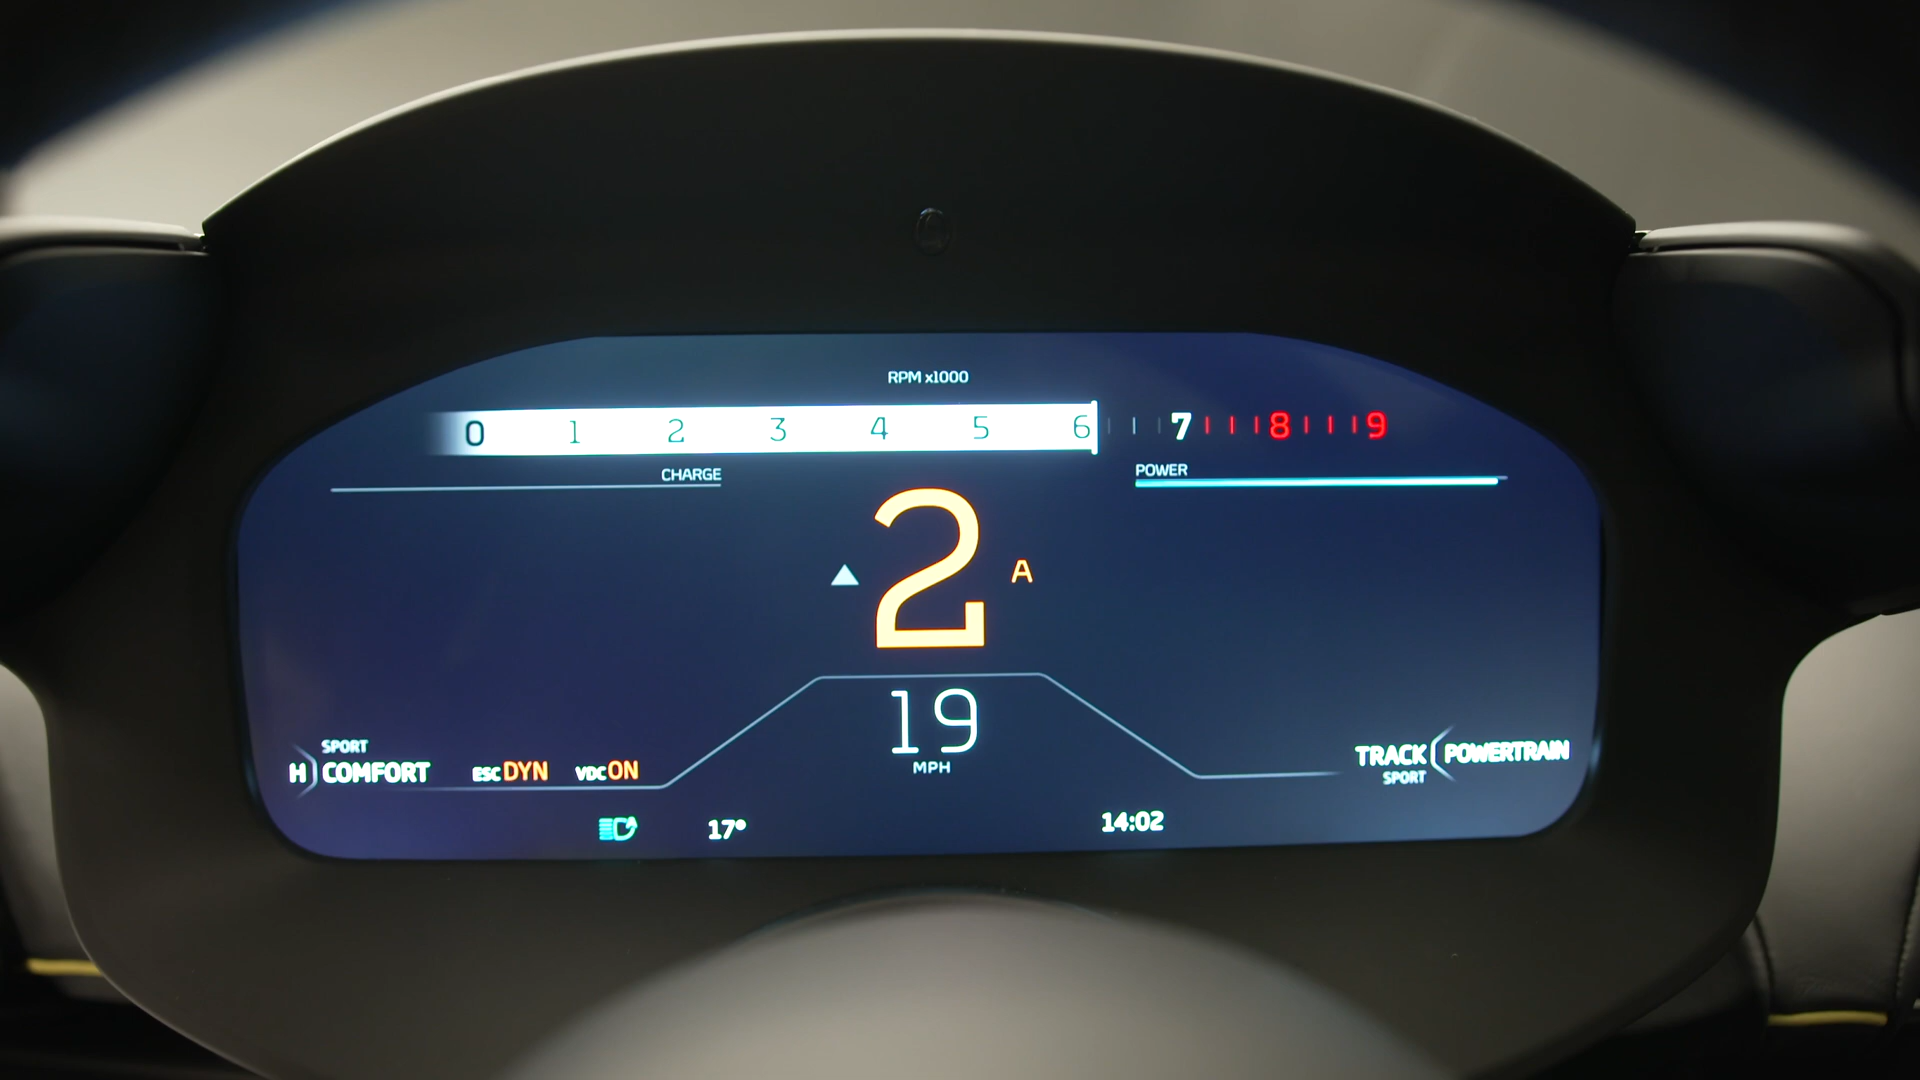 RPM x1000
0 1 2 3 4 5 6 7 8 9
CHARGE
POWER
2 A
19
MPH
SPORT
H COMFORT ESC DYN VDC ON
TRACK POWERTRAIN
SPORT
17°
14:02